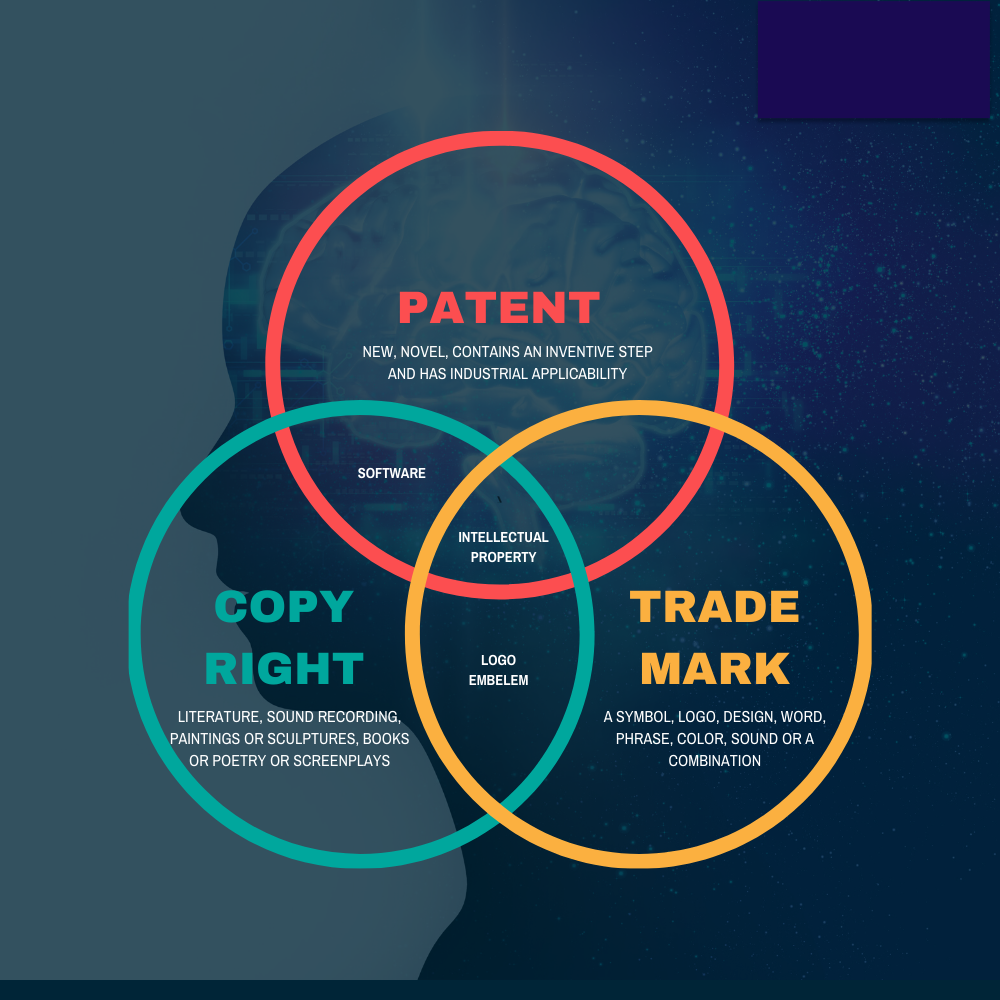 PATENT
NEW, NOVEL, CONTAINS AN INVENTIVE STEP
AND HAS INDUSTRIAL APPLICABILITY
SOFTWARE
INTELLECTUAL
PROPERTY
COPY
RIGHT
LITERATURE, SOUND RECORDING,
PAINTINGS OR SCULPTURES, BOOKS
OR POETRY OR SCREENPLAYS
LOGO
EMBELEM
TRADE
MARK
A SYMBOL, LOGO, DESIGN, WORD,
PHRASE, COLOR, SOUND OR A
COMBINATION